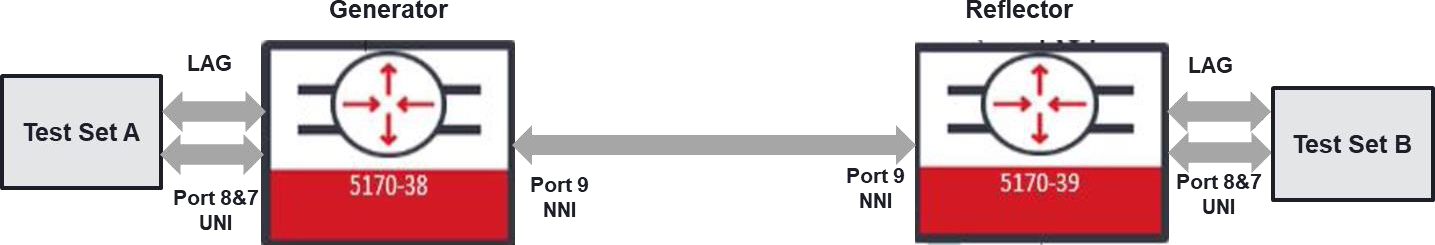 Generator
Reflector
LAG
LAG
Test Set A
Test Set B
5170-38
5170-39
Port 8&7
UNI
Port 9
NNI
Port 9
NNI
Port 8&7
UNI